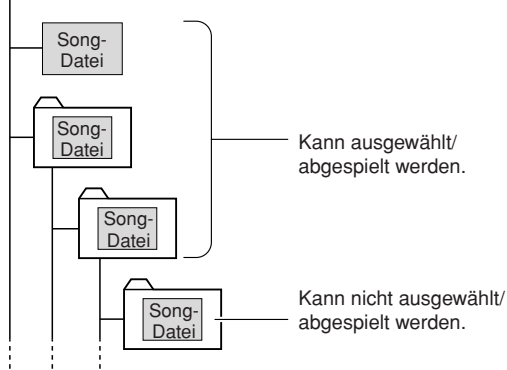 Song-
Datei
Song-
Datei
Kann ausgewählt/
abgespielt werden.
Song-
Datei
Kann nicht ausgewählt/
abgespielt werden.
Song-
Datei